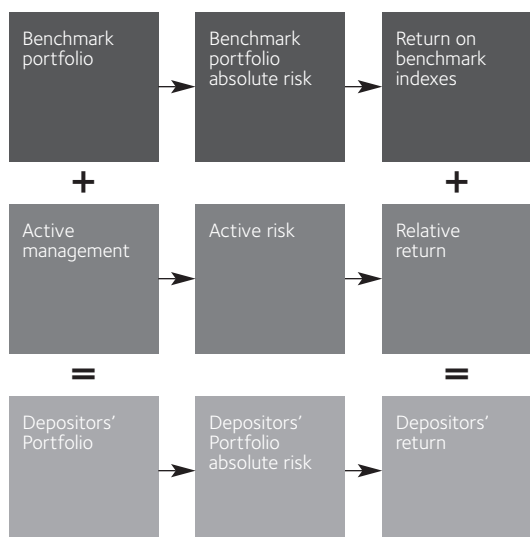 Benchmark
portfolio
Benchmark
portfolio
absolute risk
Return on
benchmark
indexes
+
+
Active
management
Active risk
Relative
return
=
=
Depositors’
Portfolio
Depositors’
Portfolio
absolute risk
Depositors’
return